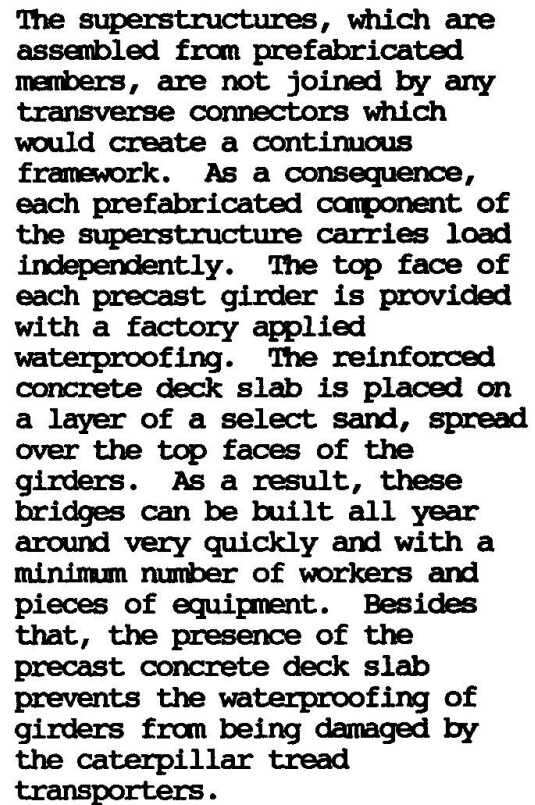 The superstructures, which are
assembled from prefabricated
members, are not joined by any
transverse connectors which
would create a continuous
framework.  As a consequence,
each prefabricated component of
the superstructure carries load
independently.  The top face of
each precast girder is provided
with a factory applied
waterproofing.  The reinforced
concrete deck slab is placed on
a layer of a select sand, spread
over the top faces of the
girders.  As a result, these
bridges can be built all year
around very quickly and with a
minimum number of workers and
pieces of equipment.  Besides
that, the presence of the
precast concrete deck slab
prevents the waterproofing of
girders from being damaged by
the caterpillar tread
transporters.